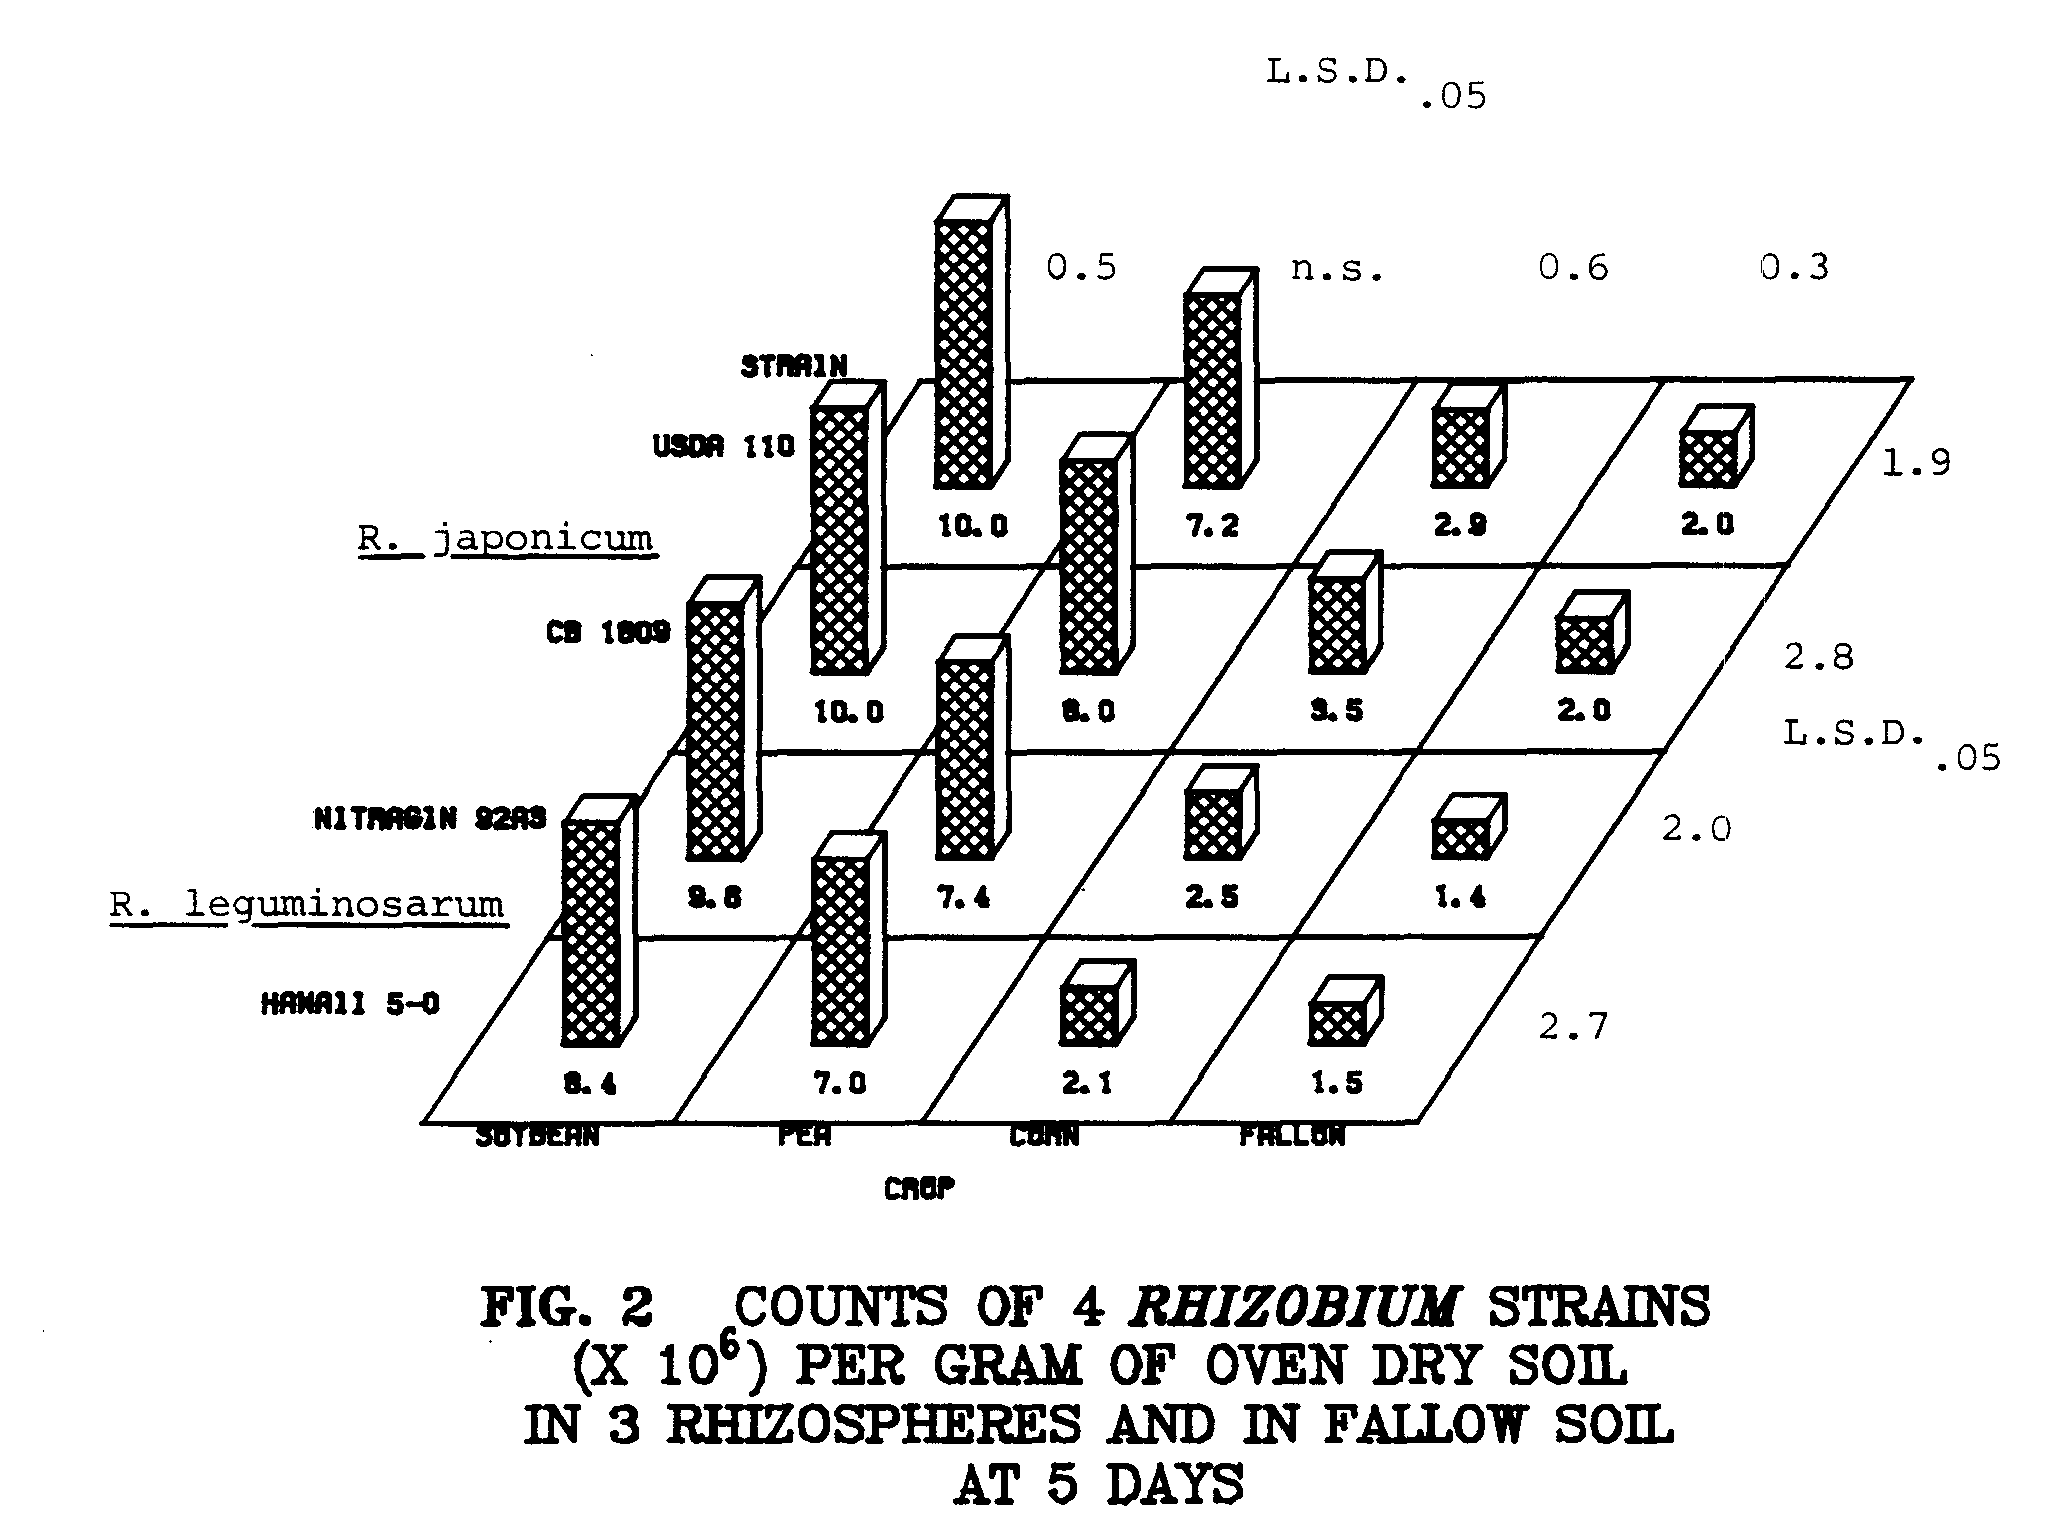 L.S.D. .05
0.5 n.s. 0.6 0.3
STRAIN
USDA 110
1.9
10.0 7.2 2.9 2.0
R. japonicum
CB 1809
2.8
10.0 8.0 3.5 2.0
L.S.D. .05
NITRAGIN 92A3
2.0
9.6 7.4 2.5 1.4
R. leguminosarum
HAWAII 5-0
2.7
8.4 7.0 2.1 1.5
SOYBEAN PEA CORN FALLOW
CROP
FIG. 2 COUNTS OF 4 RHIZOBIUM STRAINS
(X 10⁶) PER GRAM OF OVEN DRY SOIL
IN 3 RHIZOSPHERES AND IN FALLOW SOIL
AT 5 DAYS